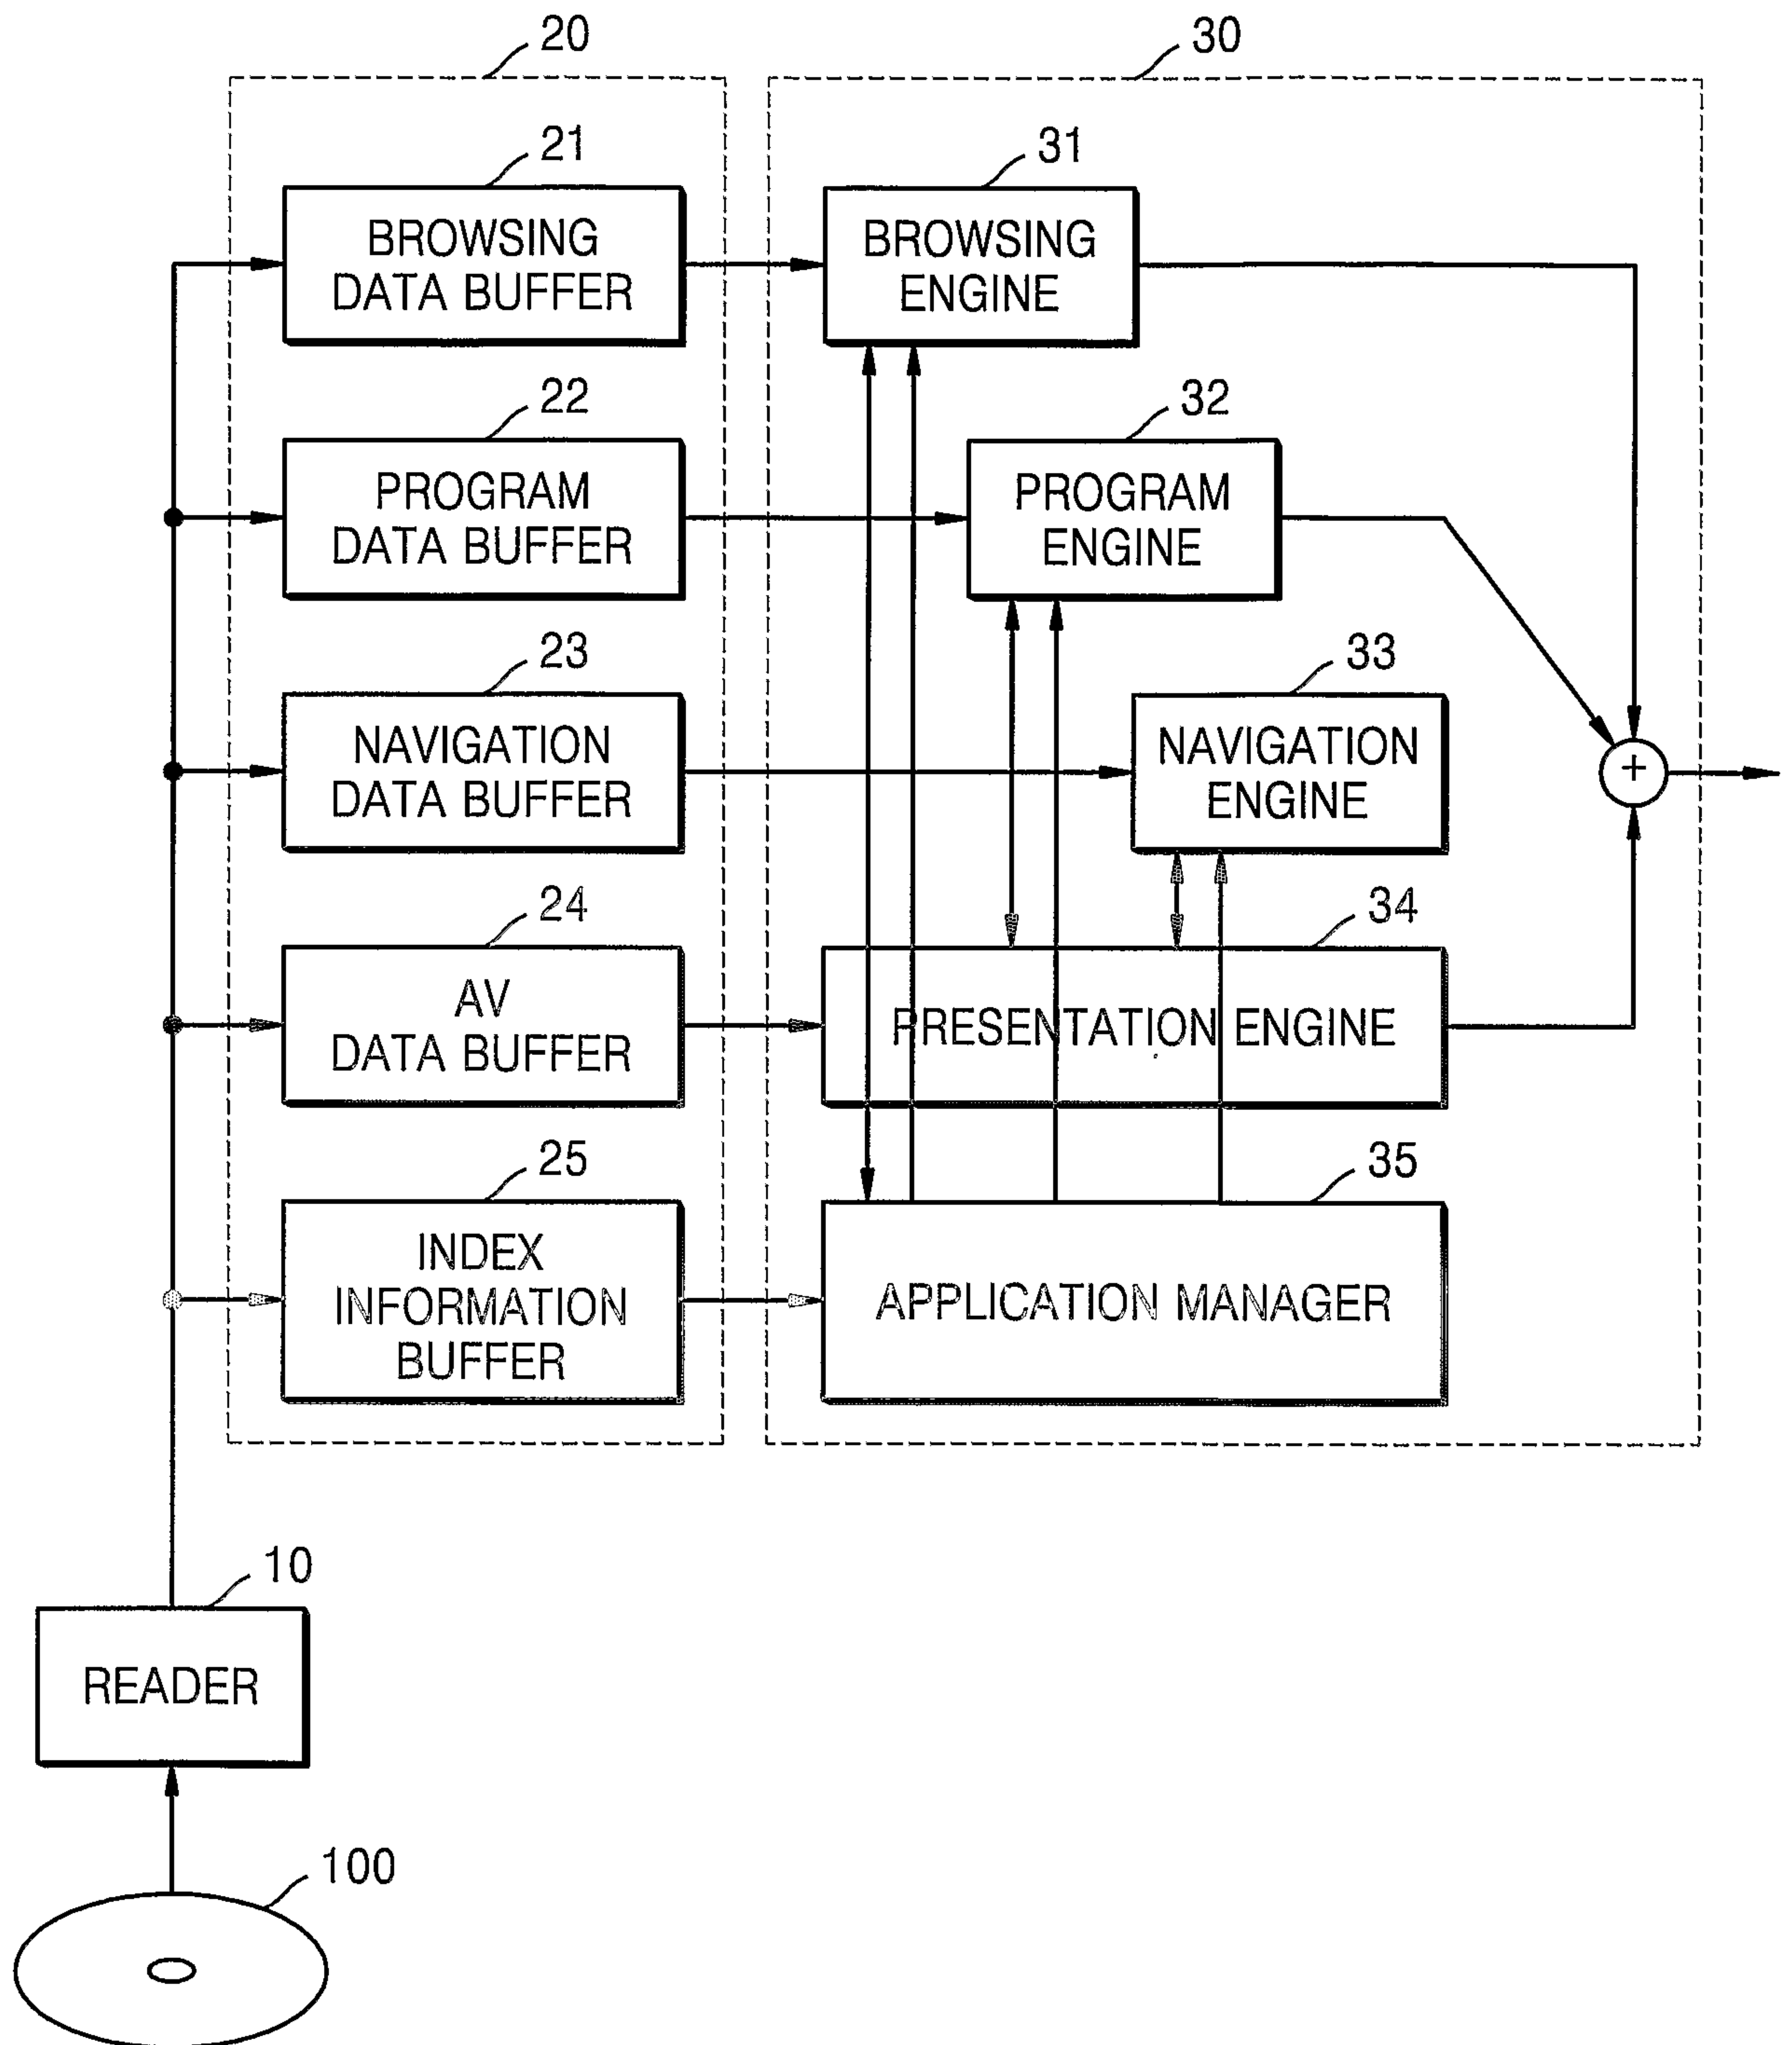 20
30
21
31
BROWSING
DATA BUFFER
BROWSING
ENGINE
22
32
PROGRAM
DATA BUFFER
PROGRAM
ENGINE
23
33
NAVIGATION
DATA BUFFER
NAVIGATION
ENGINE
+
24
34
AV
DATA BUFFER
PRESENTATION ENGINE
25
35
INDEX
INFORMATION
BUFFER
APPLICATION MANAGER
10
READER
100